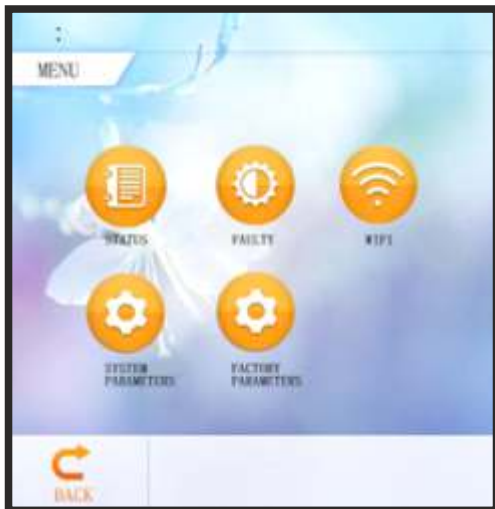 :
MENU
STATUS
FAULTY
WIFI
SYSTEM
PARAMETERS
FACTORY
PARAMETERS
BACK